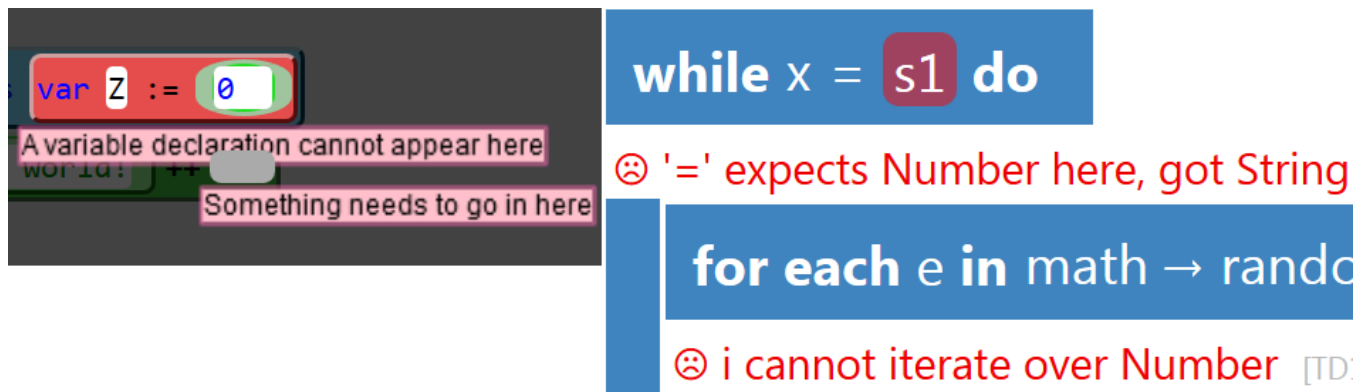 var Z := 0
A variable declaration cannot appear here
world! ++
Something needs to go in here
while x = s1 do
☹ '=' expects Number here, got String
for each e in math → rando
☹ i cannot iterate over Number [TD